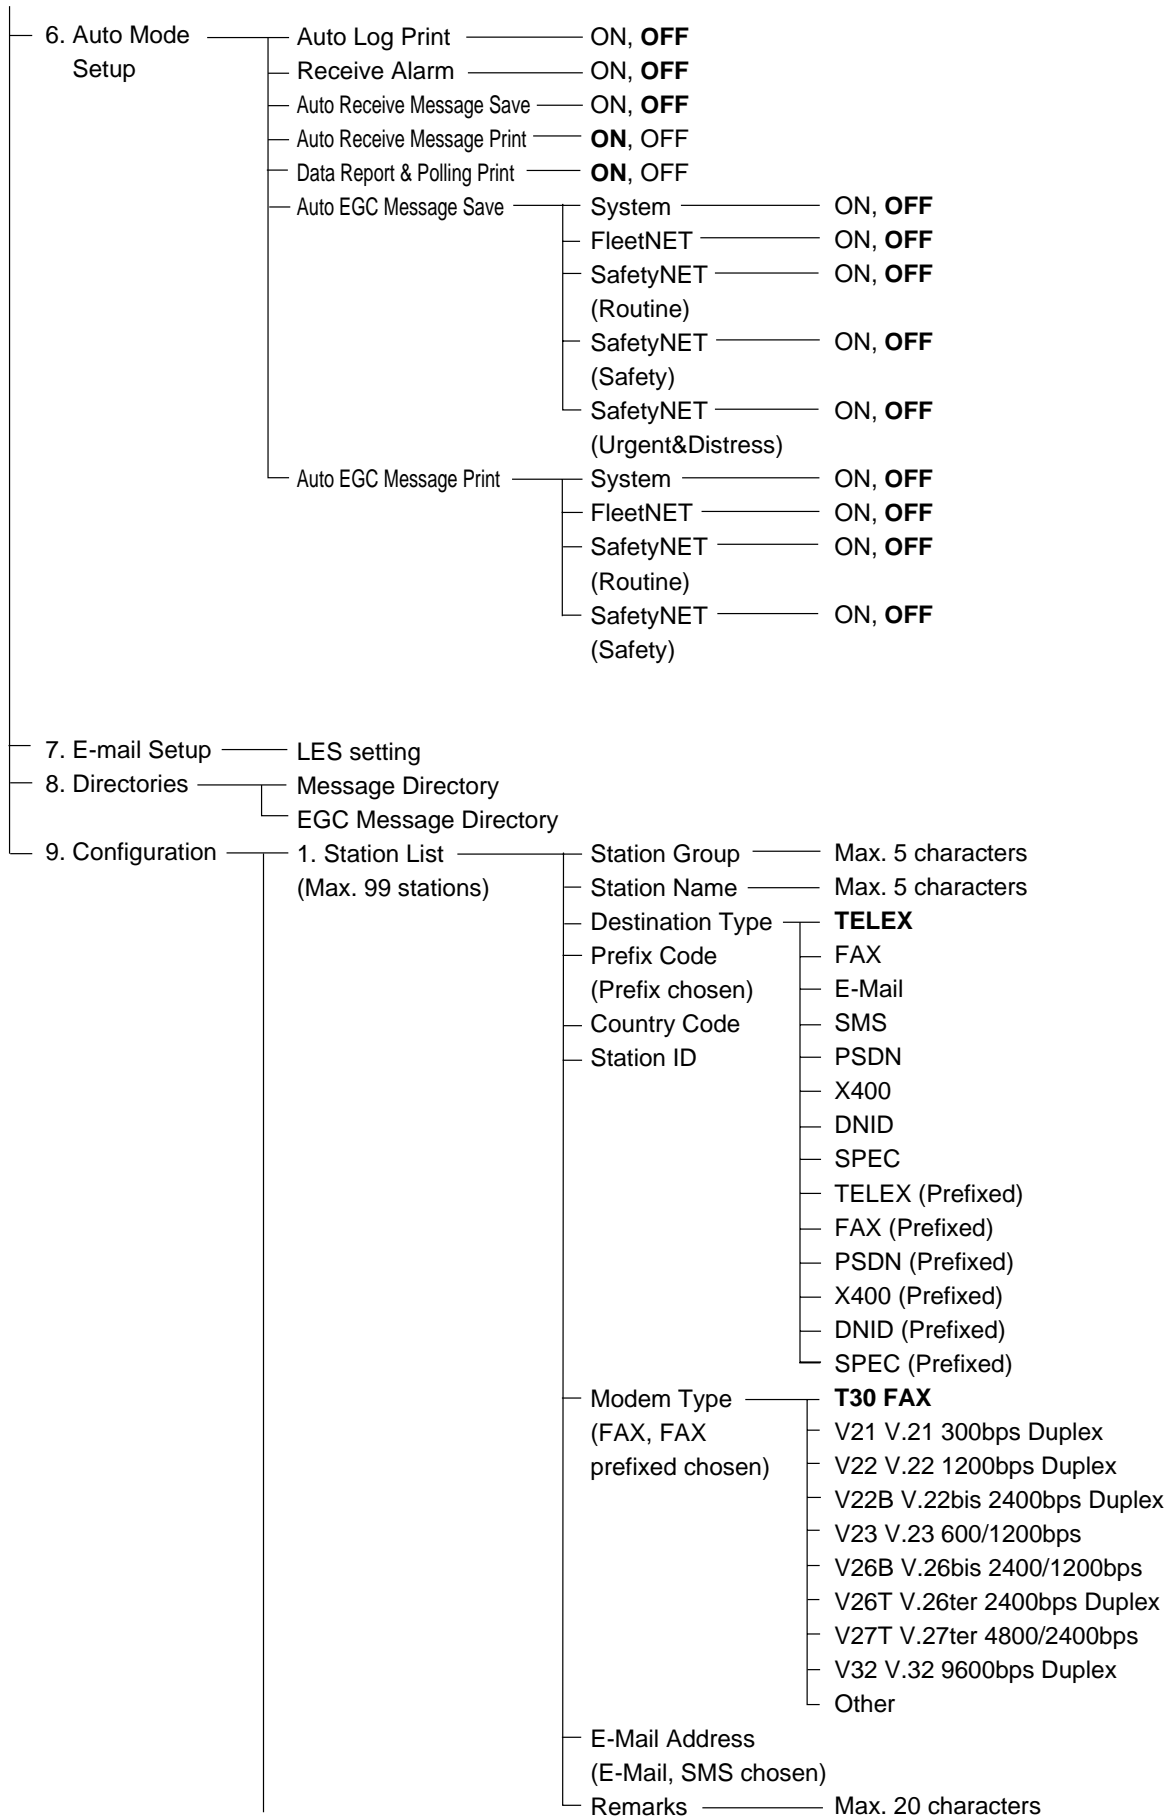 6. Auto Mode Setup
Auto Log Print ON, OFF
Receive Alarm ON, OFF
Auto Receive Message Save ON, OFF
Auto Receive Message Print ON, OFF
Data Report & Polling Print ON, OFF
Auto EGC Message Save System ON, OFF
FleetNET ON, OFF
SafetyNET ON, OFF
(Routine)
SafetyNET ON, OFF
(Safety)
SafetyNET ON, OFF
(Urgent&Distress)
Auto EGC Message Print System ON, OFF
FleetNET ON, OFF
SafetyNET ON, OFF
(Routine)
SafetyNET ON, OFF
(Safety)
7. E-mail Setup LES setting
8. Directories Message Directory
EGC Message Directory
9. Configuration 1. Station List
(Max. 99 stations)
Station Group Max. 5 characters
Station Name Max. 5 characters
Destination Type
TELEX
FAX
E-Mail
SMS
PSDN
X400
DNID
SPEC
TELEX (Prefixed)
FAX (Prefixed)
PSDN (Prefixed)
X400 (Prefixed)
DNID (Prefixed)
SPEC (Prefixed)
Prefix Code
(Prefix chosen)
Country Code
Station ID
Modem Type
(FAX, FAX
prefixed chosen)
T30 FAX
V21 V.21 300bps Duplex
V22 V.22 1200bps Duplex
V22B V.22bis 2400bps Duplex
V23 V.23 600/1200bps
V26B V.26bis 2400/1200bps
V26T V.26ter 2400bps Duplex
V27T V.27ter 4800/2400bps
V32 V.32 9600bps Duplex
Other
E-Mail Address
(E-Mail, SMS chosen)
Remarks Max. 20 characters